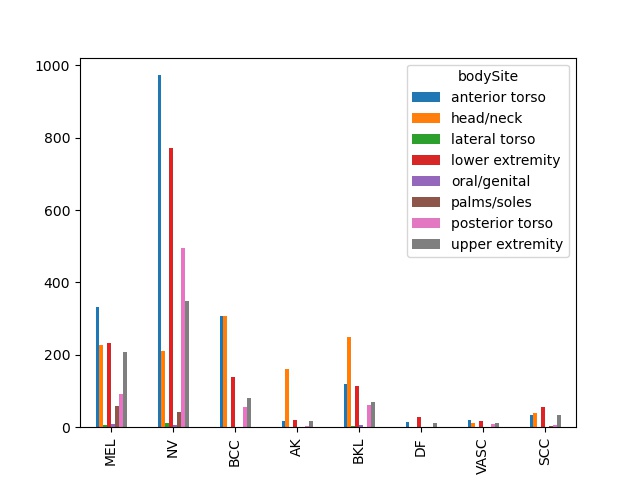 1000
800
600
400
200
0
bodySite
anterior torso
head/neck
lateral torso
lower extremity
oral/genital
palms/soles
posterior torso
upper extremity
MEL
NV
BCC
AK
BKL
DF
VASC
SCC